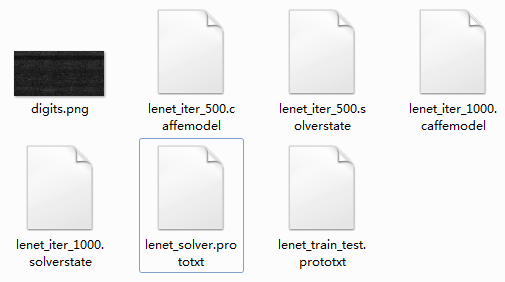 digits.png
lenet_iter_500.c
affemodel
lenet_iter_500.s
olverstate
lenet_iter_1000.
caffemodel
lenet_iter_1000.
solverstate
lenet_solver.pro
totxt
lenet_train_test.
prototxt